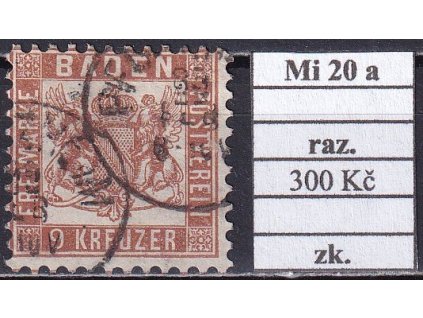 BADEN
FREIMARKE
POSTVEREIN
9 KREUZER
Mi 20 a
raz.
300 Kč
zk.